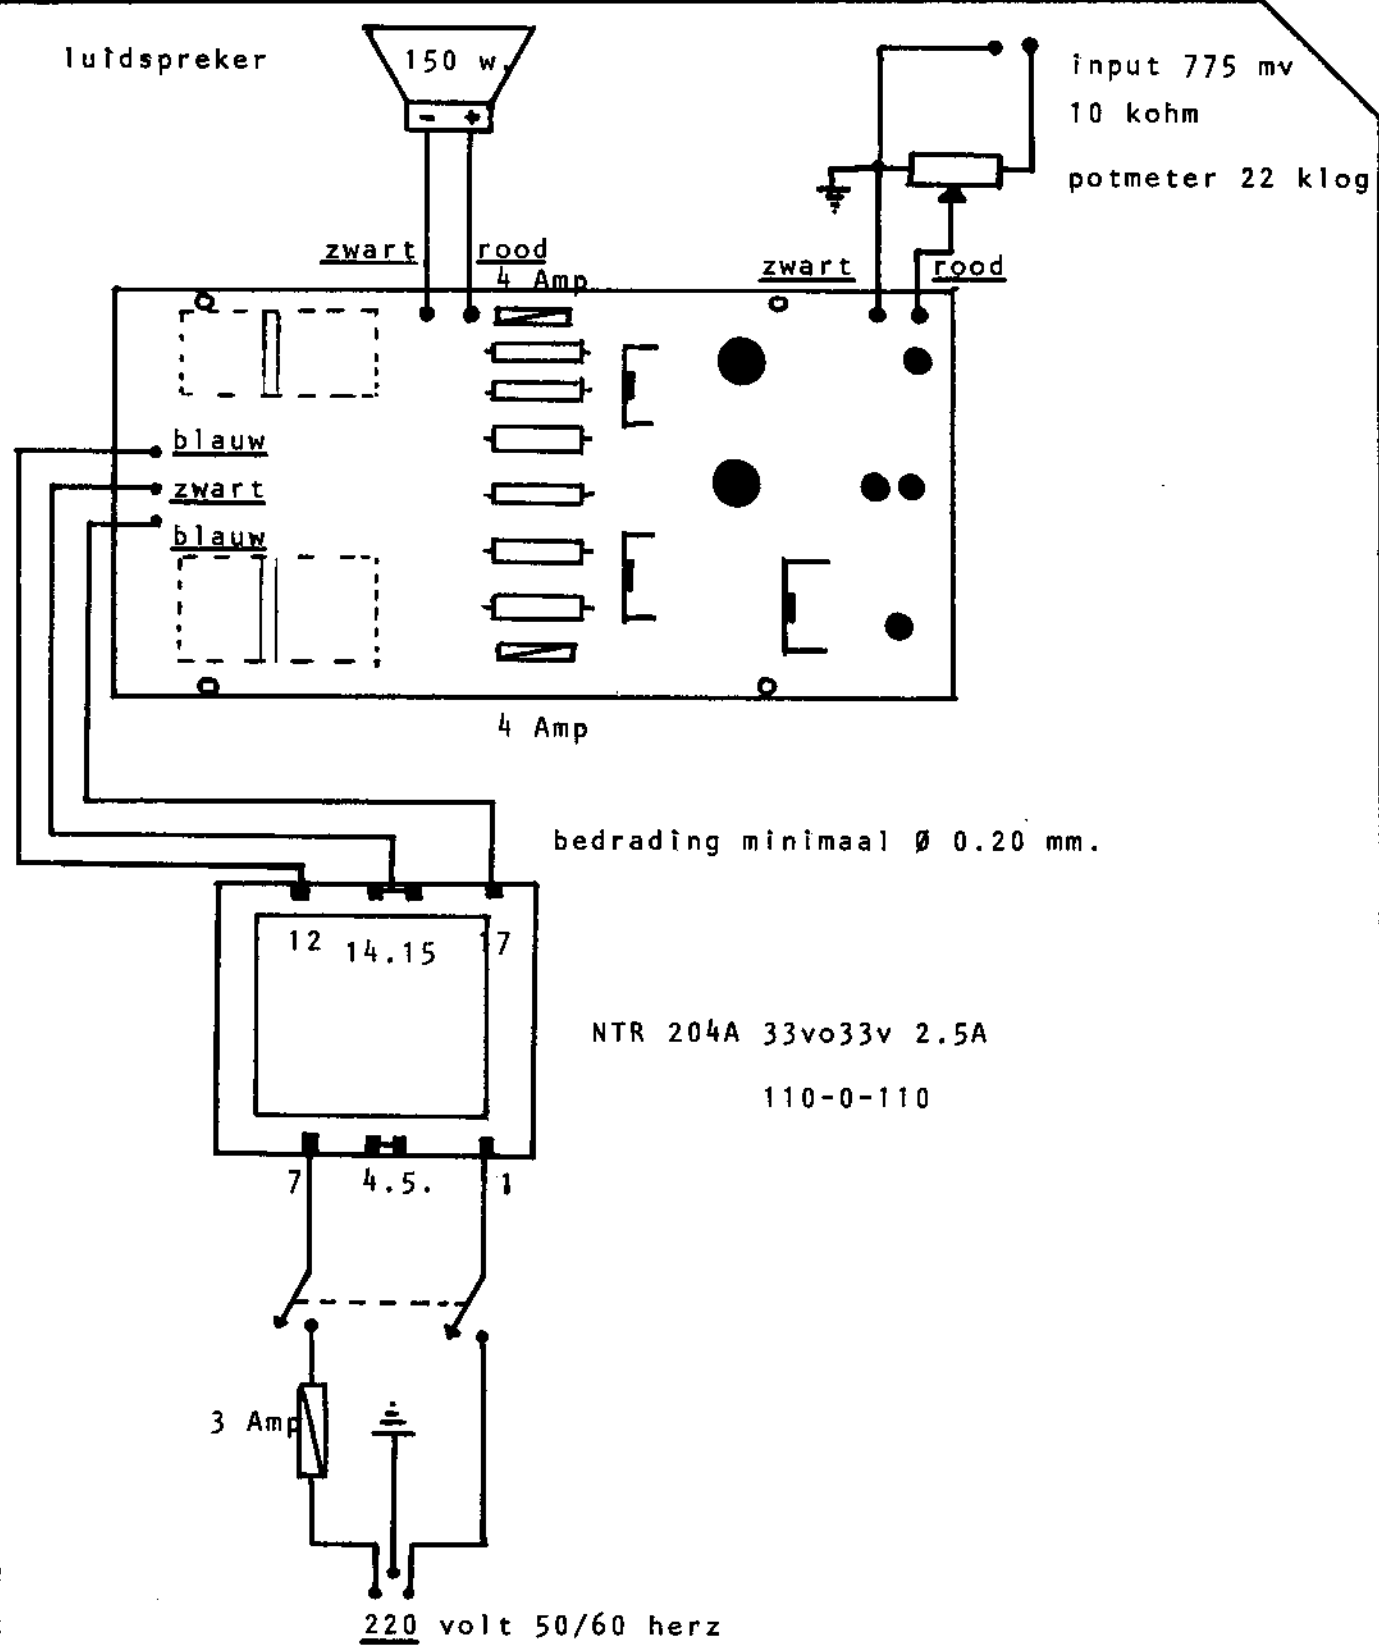 luidspreker
150 w.
- +
input 775 mv
10 kohm
potmeter 22 klog
zwart rood
4 Amp
zwart rood
blauw
zwart
blauw
4 Amp
bedrading minimaal Ø 0.20 mm.
12 14.15 17
NTR 204A 33vo33v 2.5A
110-0-110
7 4.5. 1
3 Amp
220 volt 50/60 herz